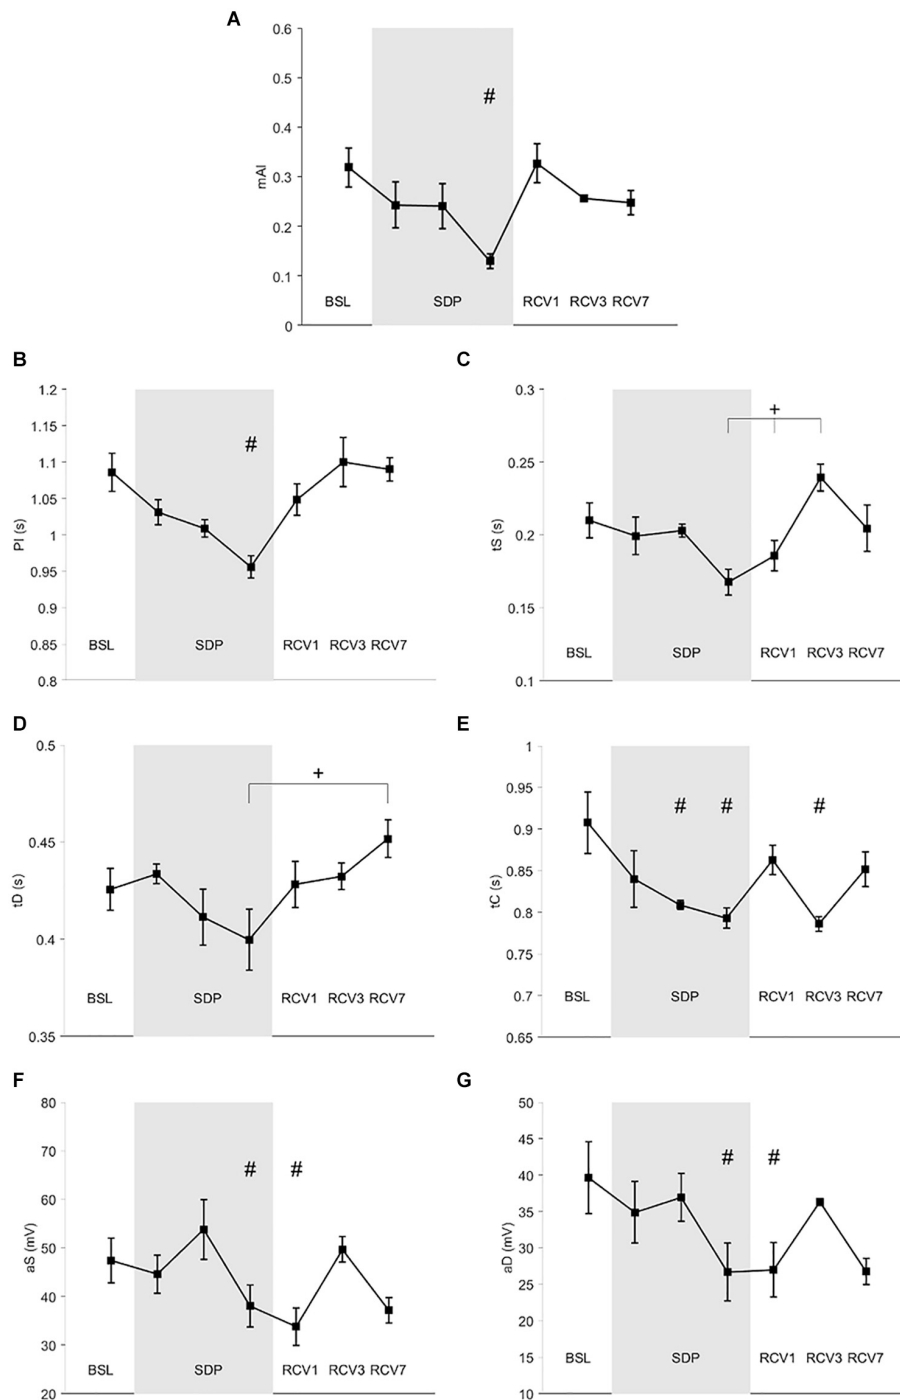 A
0.6
0.5
#
0.4
0.3
mAI
0.2
0.1
BSL SDP RCV1 RCV3 RCV7
0
B
1.2
1.15
#
1.1
1.05
PI (s)
1
0.95
0.9
0.85
BSL SDP RCV1 RCV3 RCV7
0.8
C
0.3
+
0.25
0.2
tS (s)
0.15
BSL SDP RCV1 RCV3 RCV7
0.1
D
0.5
+
0.45
tD (s)
0.4
BSL SDP RCV1 RCV3 RCV7
0.35
E
1
0.95
# # #
0.9
0.85
tC (s)
0.8
0.75
0.7
BSL SDP RCV1 RCV3 RCV7
0.65
F
80
70
# #
60
50
aS (mV)
40
30
BSL SDP RCV1 RCV3 RCV7
20
G
50
45
# #
40
35
30
aD (mV)
25
20
15
BSL SDP RCV1 RCV3 RCV7
10